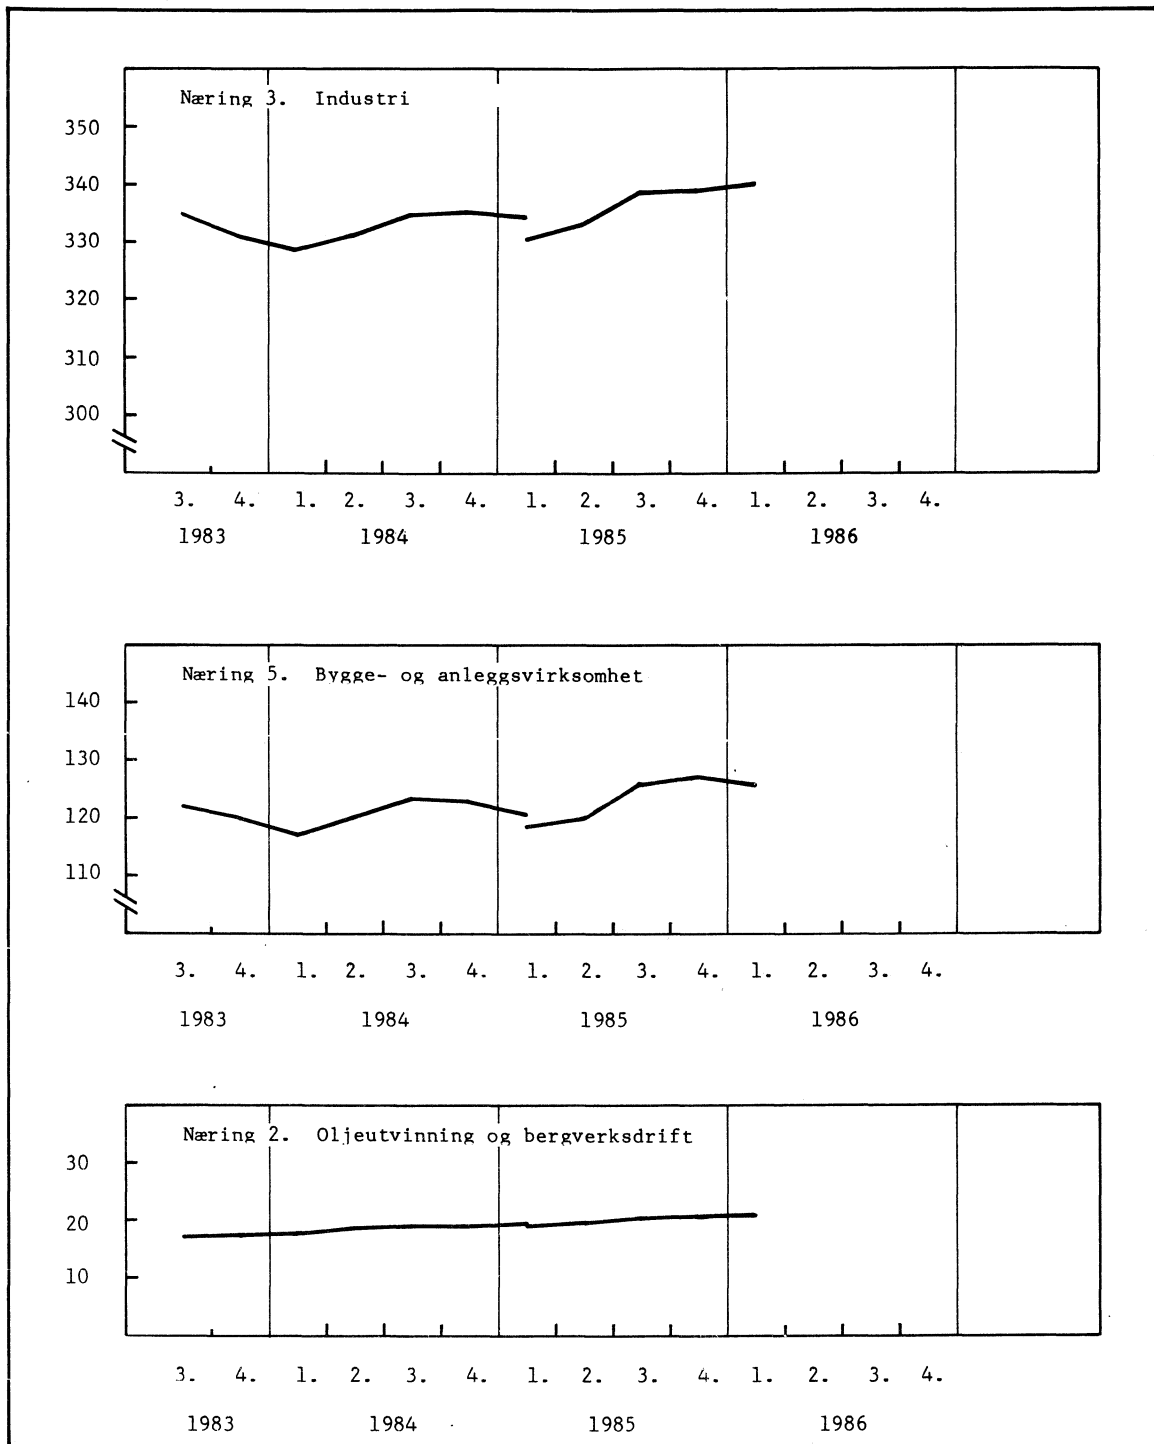 Næring 3. Industri
350
340
330
320
310
300
3. 4. 1. 2. 3. 4. 1. 2. 3. 4. 1. 2. 3. 4.
1983 1984 1985 1986
Næring 5. Bygge- og anleggsvirksomhet
140
130
120
110
3. 4. 1. 2. 3. 4. 1. 2. 3. 4. 1. 2. 3. 4.
1983 1984 1985 1986
Næring 2. Oljeutvinning og bergverksdrift
30
20
10
3. 4. 1. 2. 3. 4. 1. 2. 3. 4. 1. 2. 3. 4.
1983 1984 1985 1986